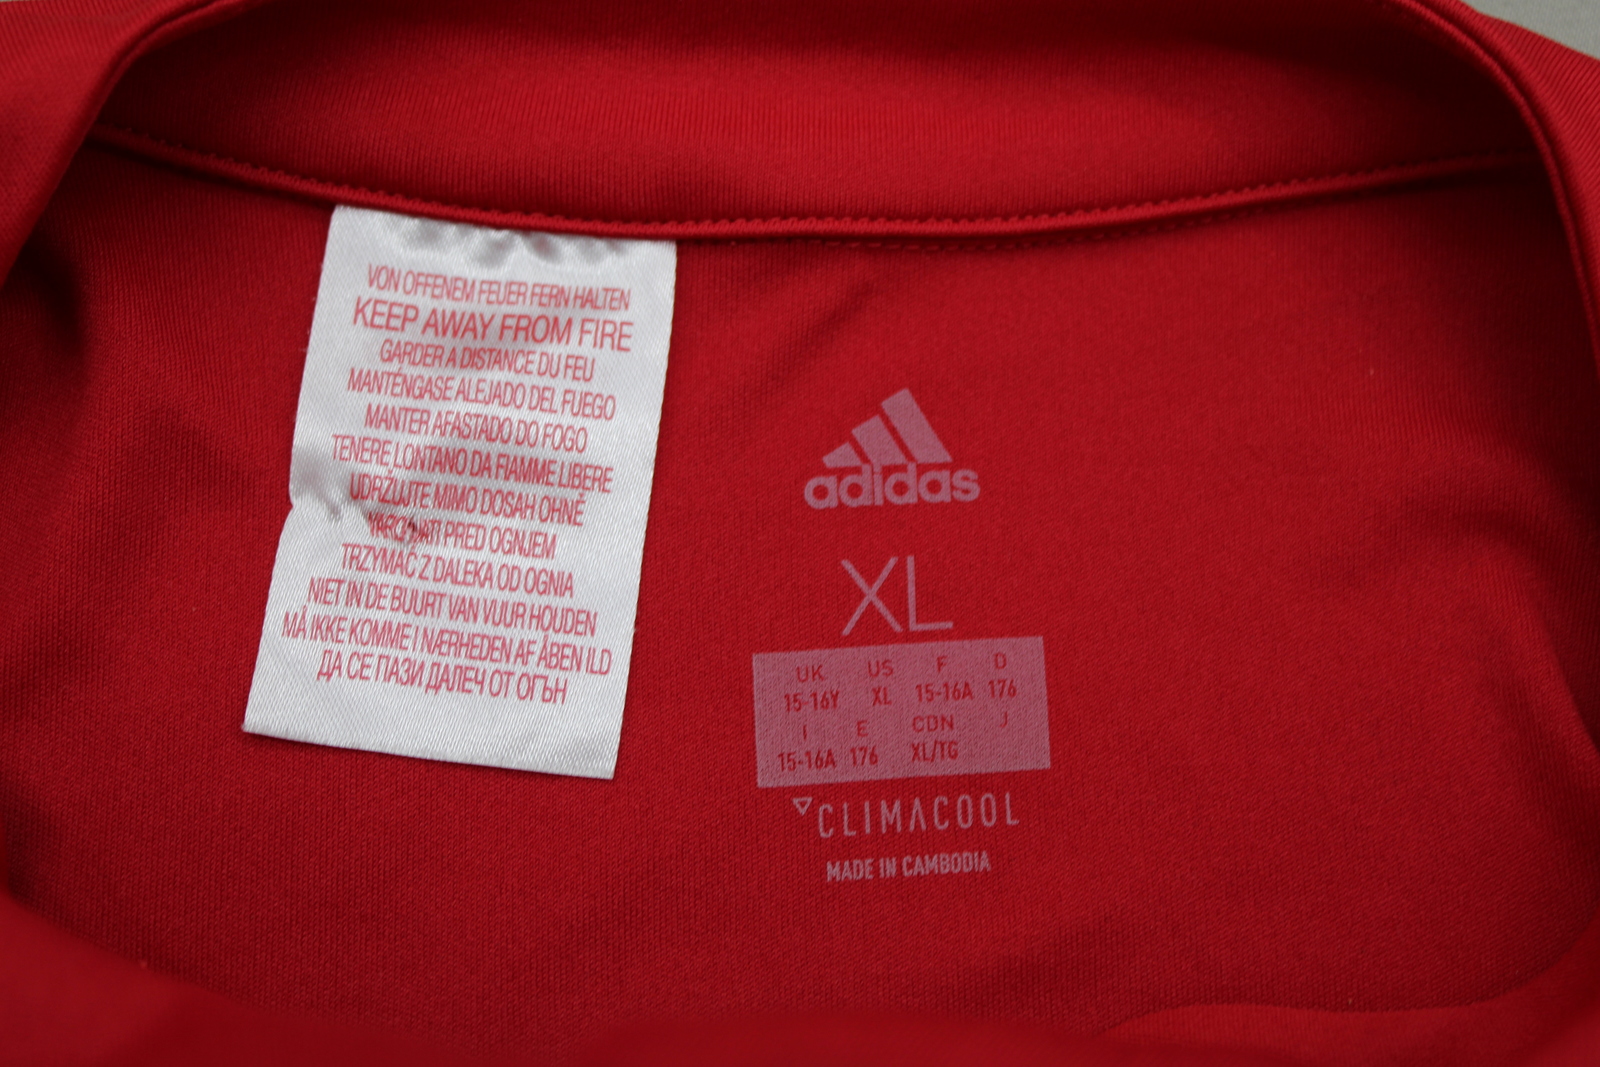 VON OFFENEM FEUER FERN HALTEN
KEEP AWAY FROM FIRE
GARDER A DISTANCE DU FEU
MANTÉNGASE ALEJADO DEL FUEGO
MANTER AFASTADO DO FOGO
TENERE LONTANO DA FIAMME LIBERE
UDRŽUJTE MIMO DOSAH OHNĚ
PRED OGNJEM
TRZYMAĆ Z DALEKA OD OGNIA
NIET IN DE BUURT VAN VUUR HOUDEN
MÅ IKKE KOMME I NÆRHEDEN AF ÅBEN ILD
ДА СЕ ПАЗИ ДАЛЕЧ ОТ ОГЪН
adidas
XL
UK US F D
15-16Y XL 15-16A 176
I E CDN J
15-16A 176 XL/TG
CLIMACOOL
MADE IN CAMBODIA